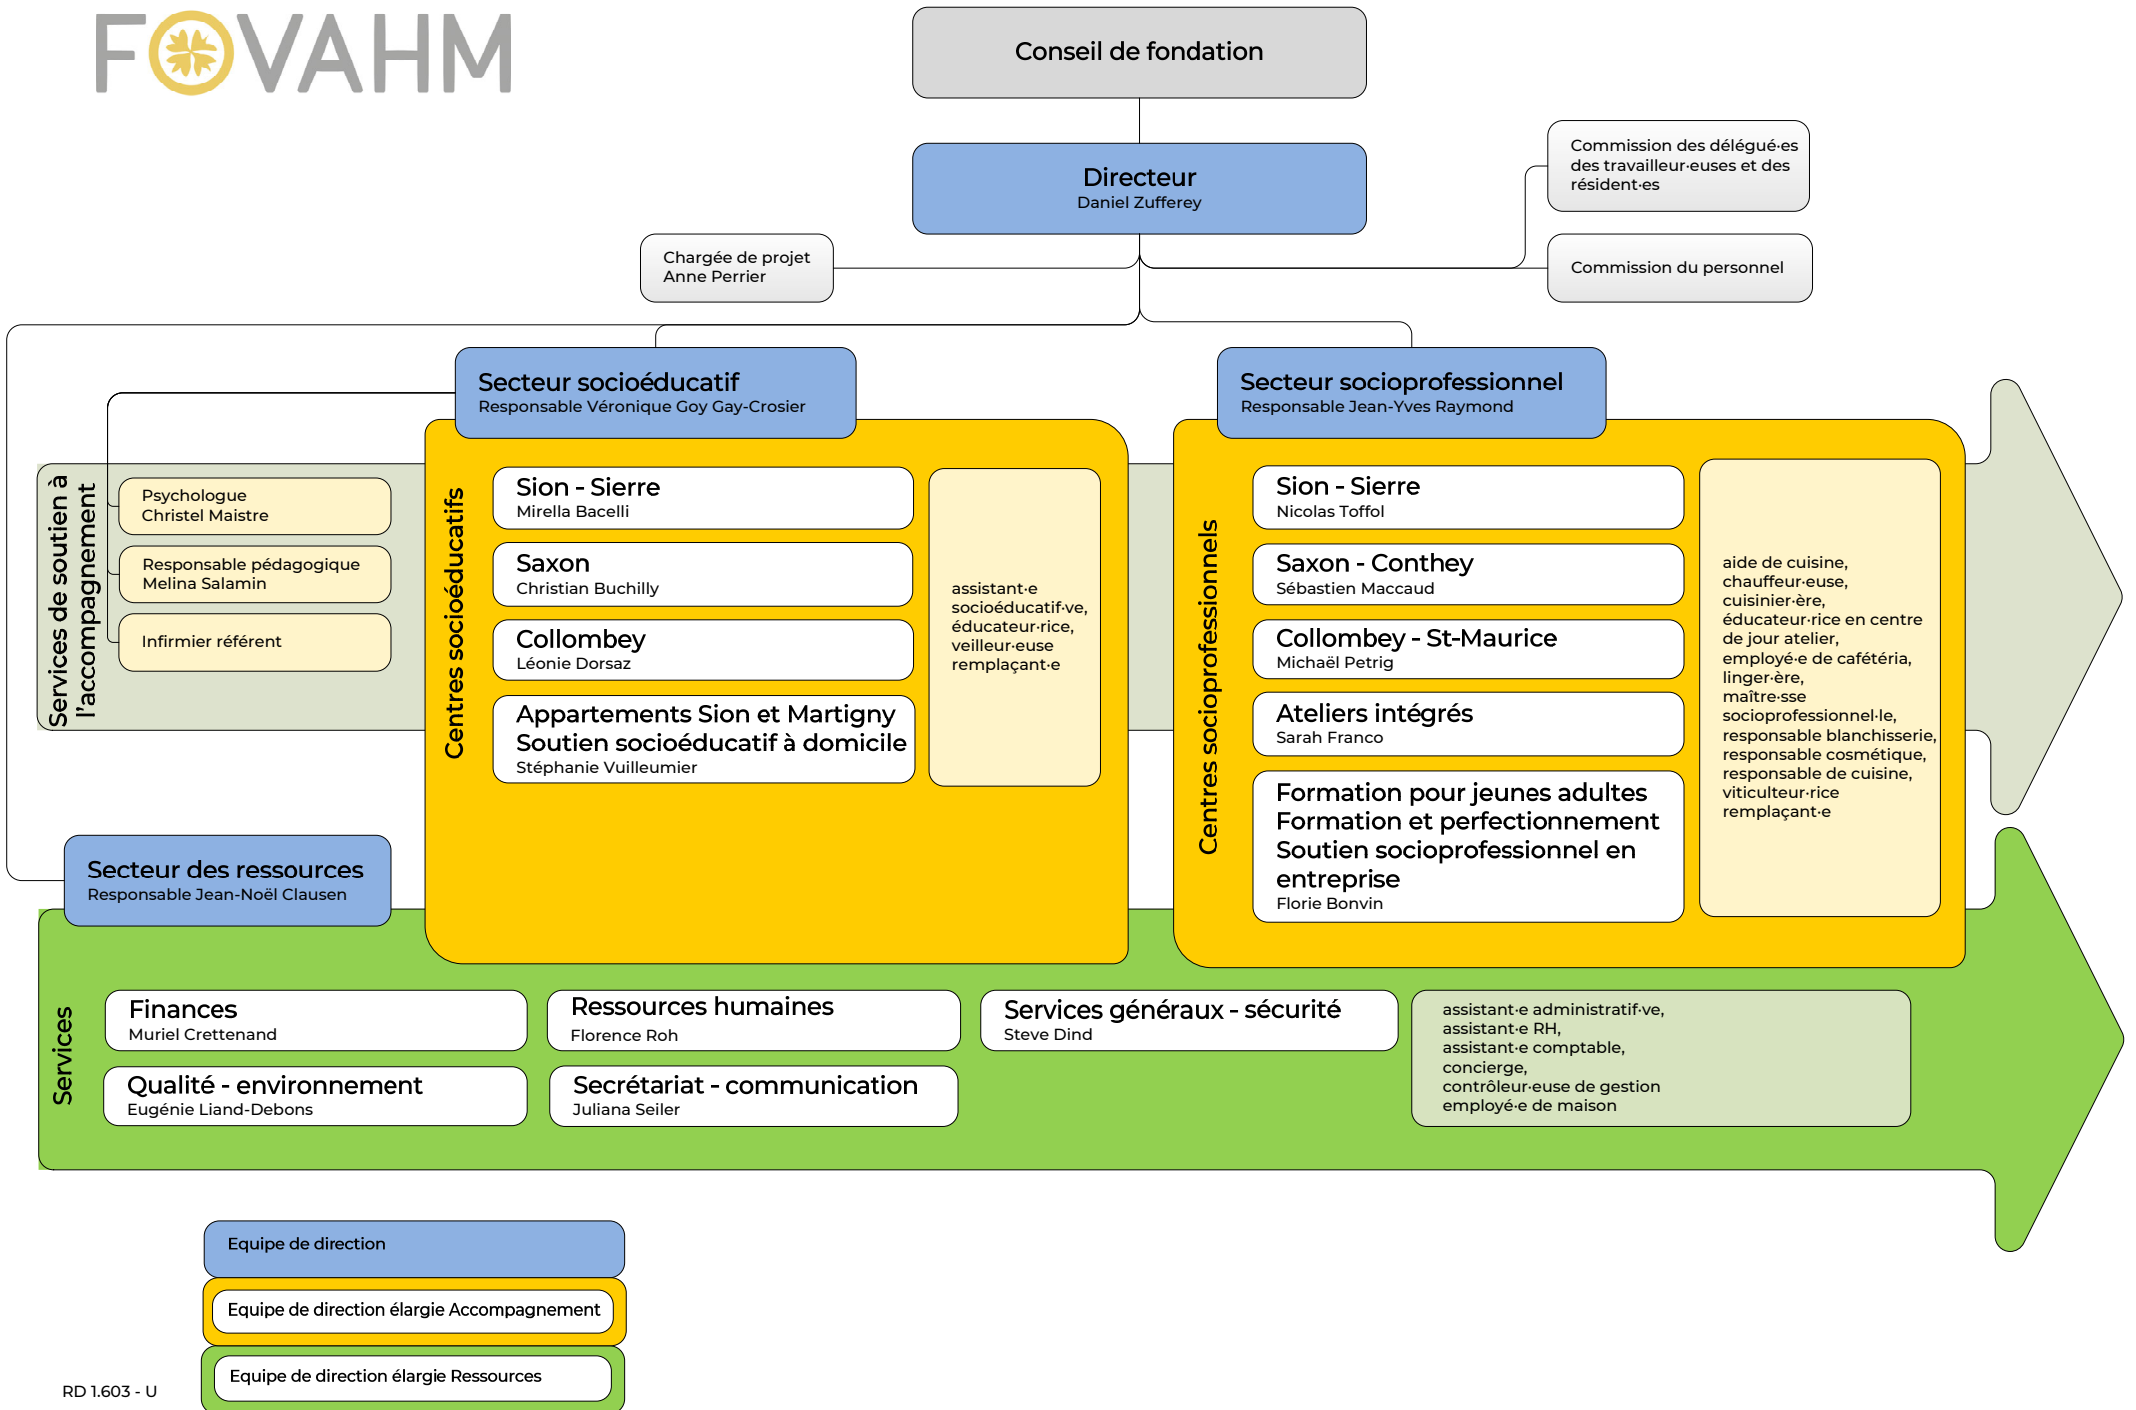 FOVAHM
Conseil de fondation
Directeur
Daniel Zufferey
Commission des délégué·es
des travailleur·euses et des
résident·es
Chargée de projet
Anne Perrier
Commission du personnel
Secteur socioéducatif
Responsable Véronique Goy Gay-Crosier
Secteur socioprofessionnel
Responsable Jean-Yves Raymond
Services de soutien à
l'accompagnement
Psychologue
Christel Maistre
Responsable pédagogique
Melina Salamin
Infirmier référent
Centres socioéducatifs
Sion - Sierre
Mirella Bacelli
Saxon
Christian Buchilly
Collombey
Léonie Dorsaz
Appartements Sion et Martigny
Soutien socioéducatif à domicile
Stéphanie Vuilleumier
assistant·e
socioéducatif·ve,
éducateur·rice,
veilleur·euse
remplaçant·e
Centres socioprofessionnels
Sion - Sierre
Nicolas Toffol
Saxon - Conthey
Sébastien Maccaud
Collombey - St-Maurice
Michaël Petrig
Ateliers intégrés
Sarah Franco
Formation pour jeunes adultes
Formation et perfectionnement
Soutien socioprofessionnel en
entreprise
Florie Bonvin
aide de cuisine,
chauffeur·euse,
cuisinier·ère,
éducateur·rice en centre
de jour atelier,
employé·e de cafétéria,
linger·ère,
maître·sse
socioprofessionnel·le,
responsable blanchisserie,
responsable cosmétique,
responsable de cuisine,
viticulteur·rice
remplaçant·e
Secteur des ressources
Responsable Jean-Noël Clausen
Services
Finances
Muriel Crettenand
Ressources humaines
Florence Roh
Services généraux - sécurité
Steve Dind
Qualité - environnement
Eugénie Liand-Debons
Secrétariat - communication
Juliana Seiler
assistant·e administratif·ve,
assistant·e RH,
assistant·e comptable,
concierge,
contrôleur·euse de gestion
employé·e de maison
Equipe de direction
Equipe de direction élargie Accompagnement
Equipe de direction élargie Ressources
RD 1.603 - U